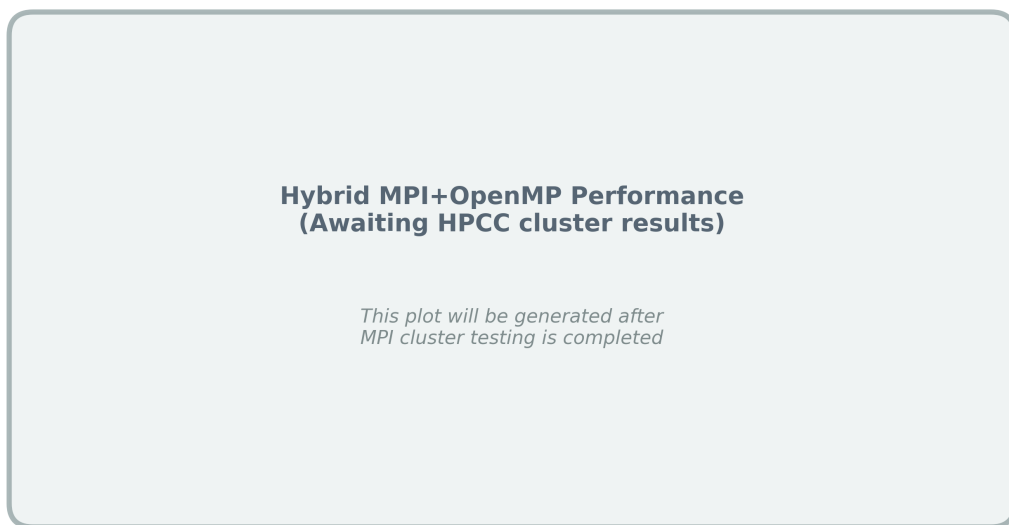 Hybrid MPI+OpenMP Performance
(Awaiting HPCC cluster results)
This plot will be generated after
MPI cluster testing is completed